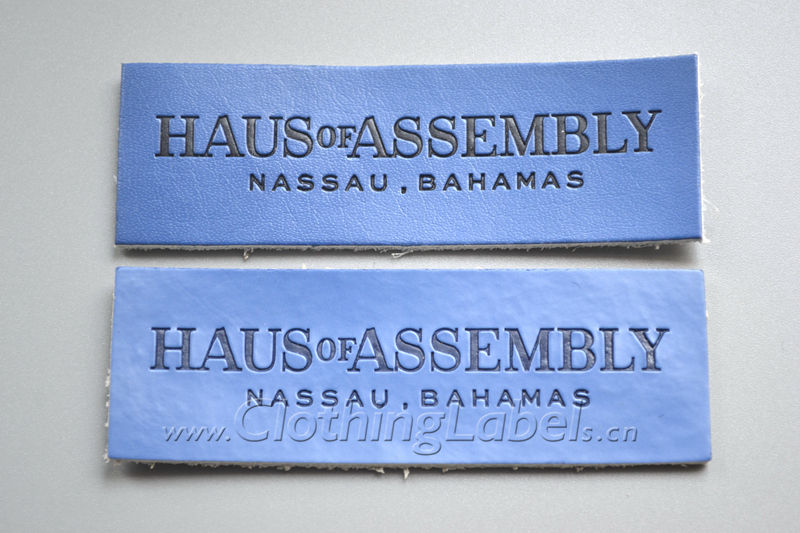 HAUS OF ASSEMBLY
NASSAU, BAHAMAS
HAUS OF ASSEMBLY
NASSAU, BAHAMAS
www.ClothingLabels.cn